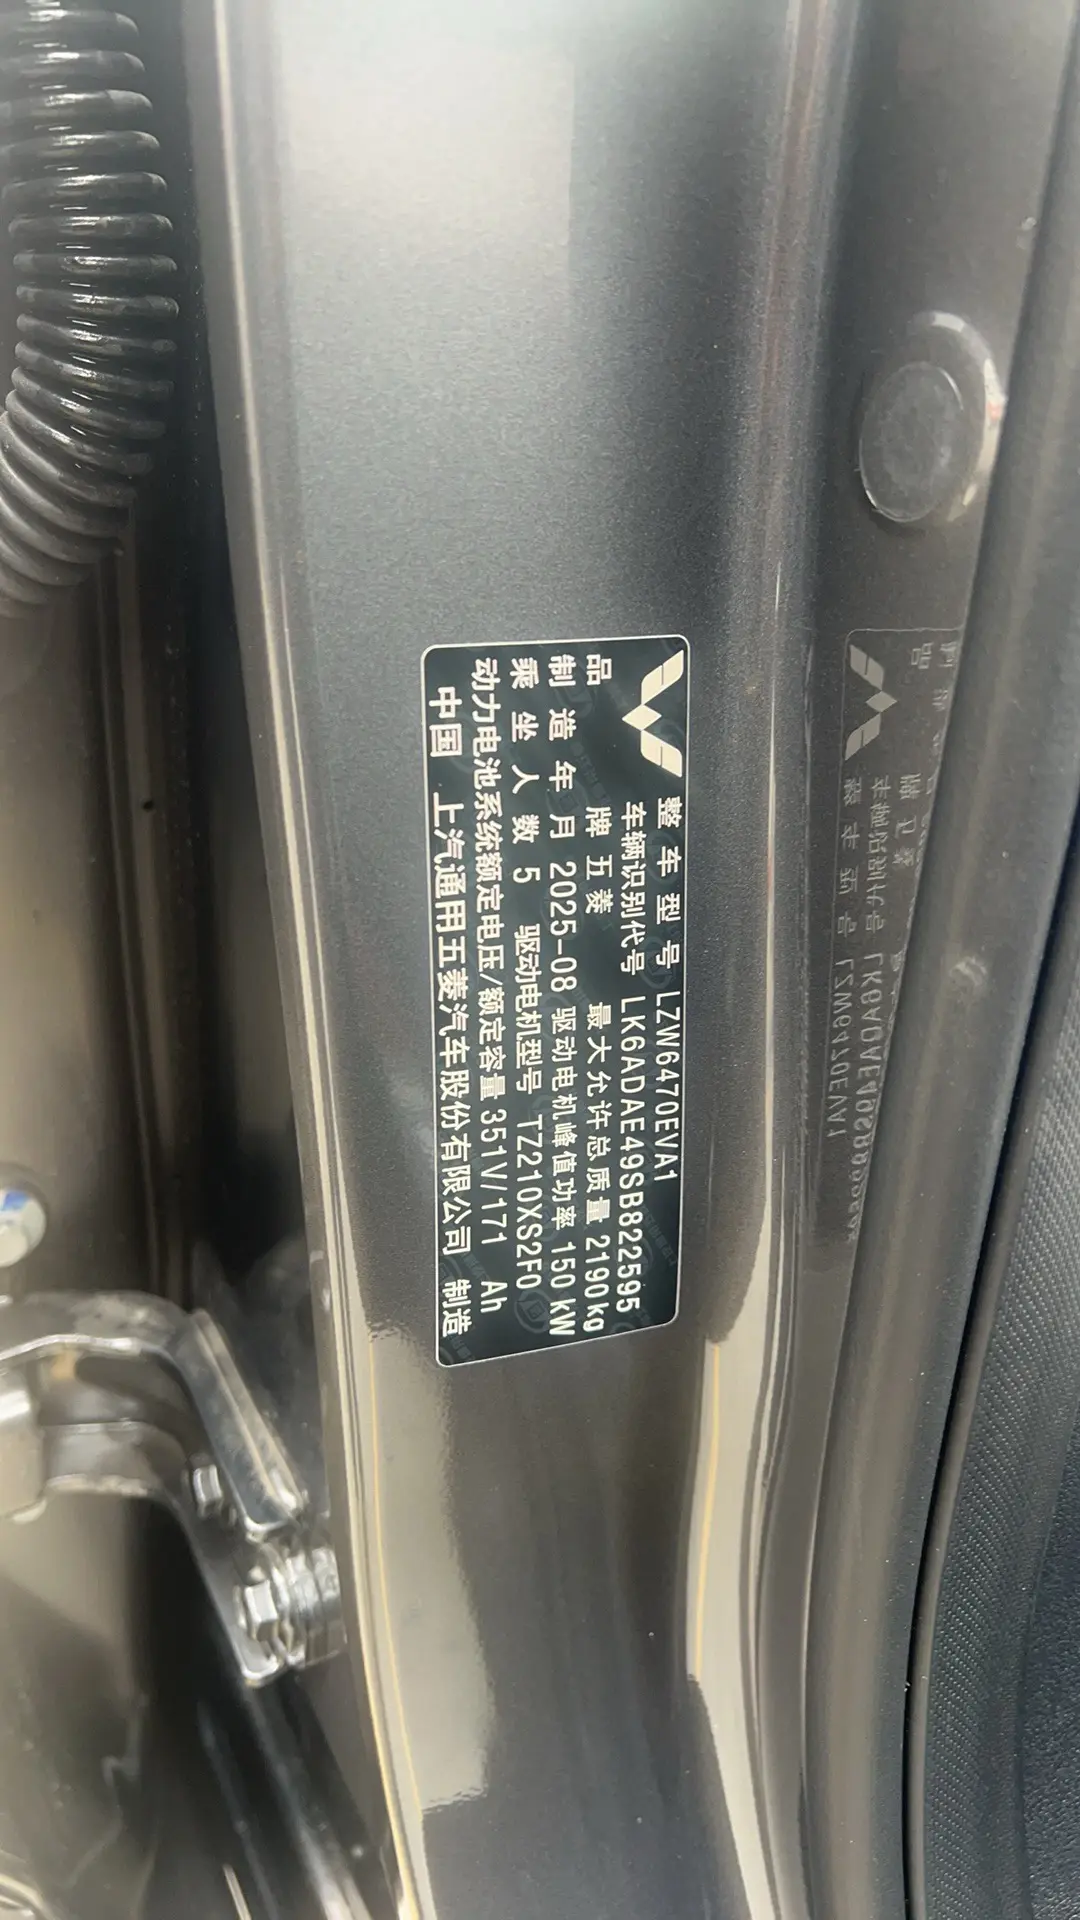 整车型号 LZW6470EVA1
车辆识别代号 LK6ADAE49SB822595
品牌 五菱 最大允许总质量 2190kg
制造年月 2025-08 驱动电机峰值功率 150kW
乘坐人数 5 驱动电机型号 TZ210XS2F0
动力电池系统额定电压/额定容量 351V/171 Ah
中国 上汽通用五菱汽车股份有限公司 制造